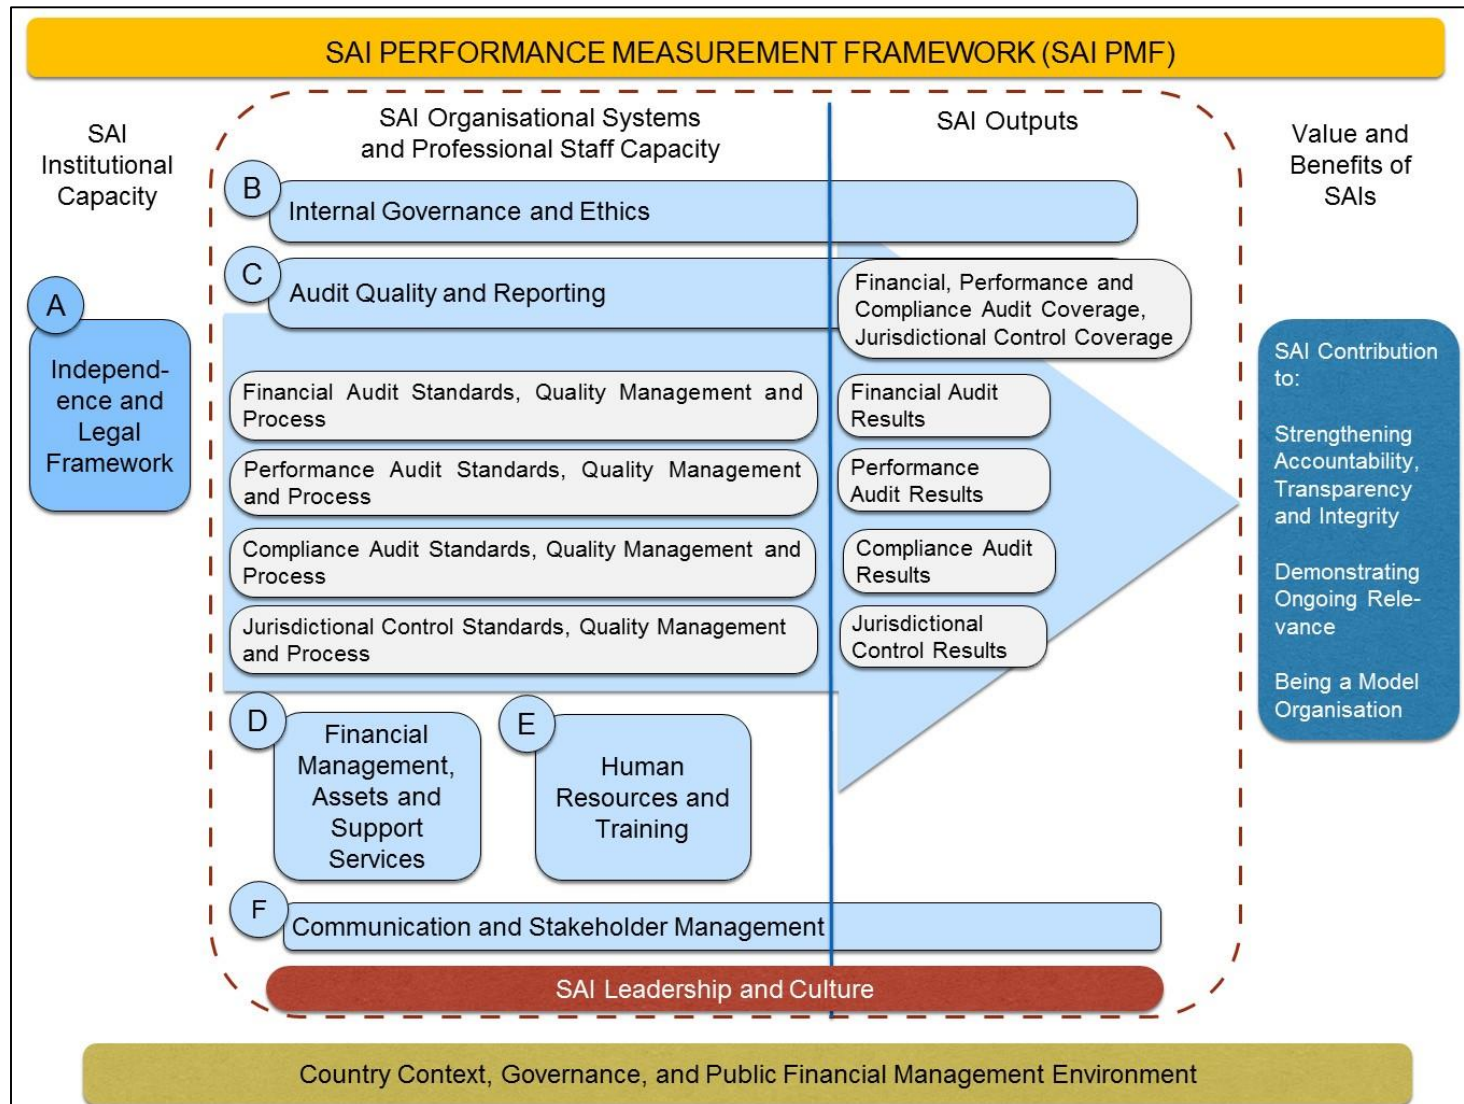 SAI PERFORMANCE MEASUREMENT FRAMEWORK (SAI PMF)
SAI
Institutional
Capacity
SAI Organisational Systems
and Professional Staff Capacity
SAI Outputs
Value and
Benefits of
SAIs
B
Internal Governance and Ethics
C
Audit Quality and Reporting
Financial, Performance and
Compliance Audit Coverage,
Jurisdictional Control Coverage
A
Independ-
ence and
Legal
Framework
Financial Audit Standards, Quality Management and
Process
Financial Audit
Results
Performance Audit Standards, Quality Management
and Process
Performance
Audit Results
Compliance Audit Standards, Quality Management and
Process
Compliance Audit
Results
Jurisdictional Control Standards, Quality Management
and Process
Jurisdictional
Control Results
SAI Contribution
to:
Strengthening
Accountability,
Transparency
and Integrity
Demonstrating
Ongoing Rele-
vance
Being a Model
Organisation
D
Financial
Management,
Assets and
Support
Services
E
Human
Resources and
Training
F
Communication and Stakeholder Management
SAI Leadership and Culture
Country Context, Governance, and Public Financial Management Environment